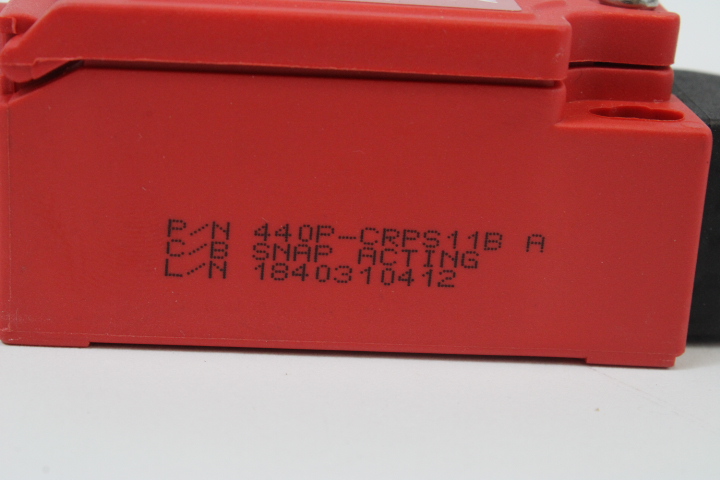 P/N 440P-CRPS11B A
C/B SNAP ACTING
L/N 1840310412